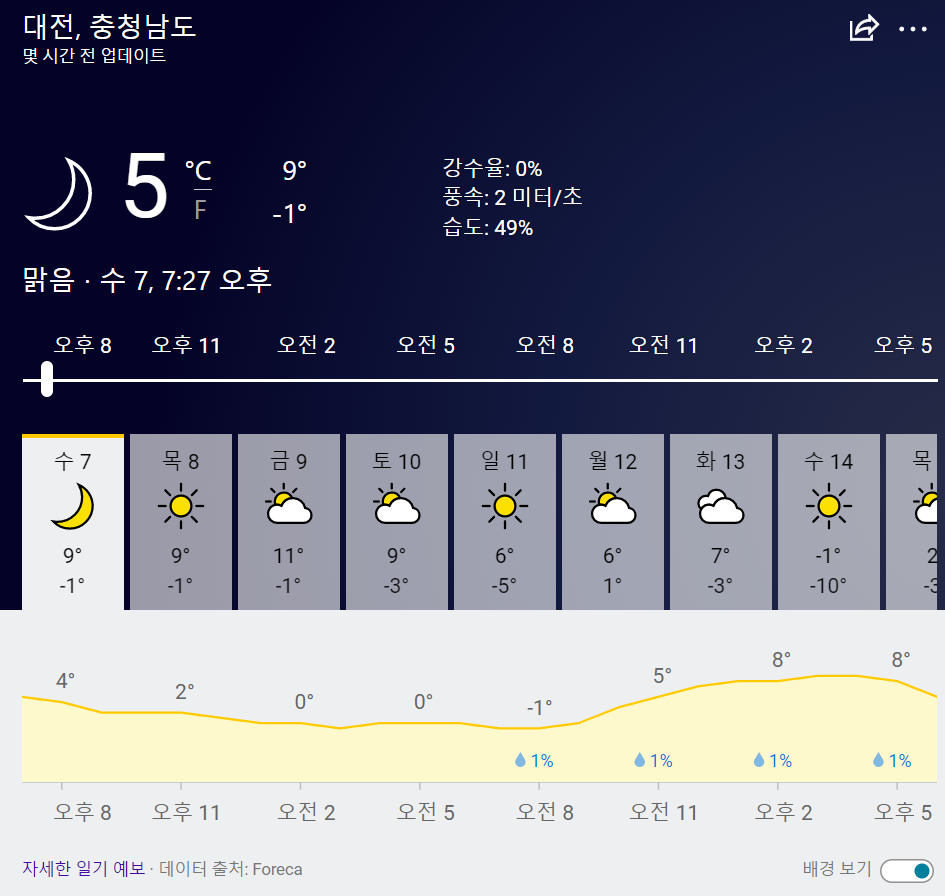 대전, 충청남도
몇 시간 전 업데이트
5 °C F 9° -1°
강수율: 0%
풍속: 2 미터/초
습도: 49%
맑음 · 수 7, 7:27 오후
오후 8 오후 11 오전 2 오전 5 오전 8 오전 11 오후 2 오후 5
수 7 목 8 금 9 토 10 일 11 월 12 화 13 수 14 목
9° 9° 11° 9° 6° 6° 7° -1° 2
-1° -1° -1° -3° -5° 1° -3° -10° -3
4° 2° 0° 0° -1° 5° 8° 8°
1% 1% 1% 1%
오후 8 오후 11 오전 2 오전 5 오전 8 오전 11 오후 2 오후 5
자세한 일기 예보 · 데이터 출처: Foreca 배경 보기